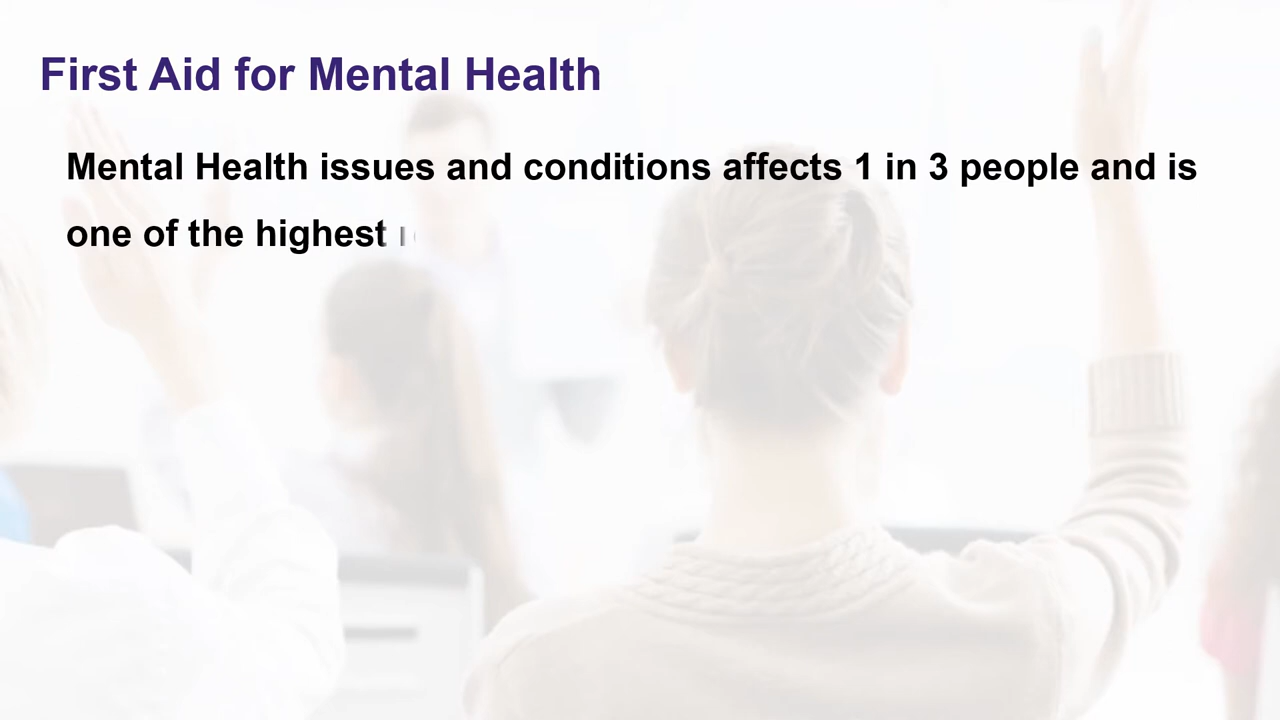 First Aid for Mental Health
Mental Health issues and conditions affects 1 in 3 people and is
one of the highest